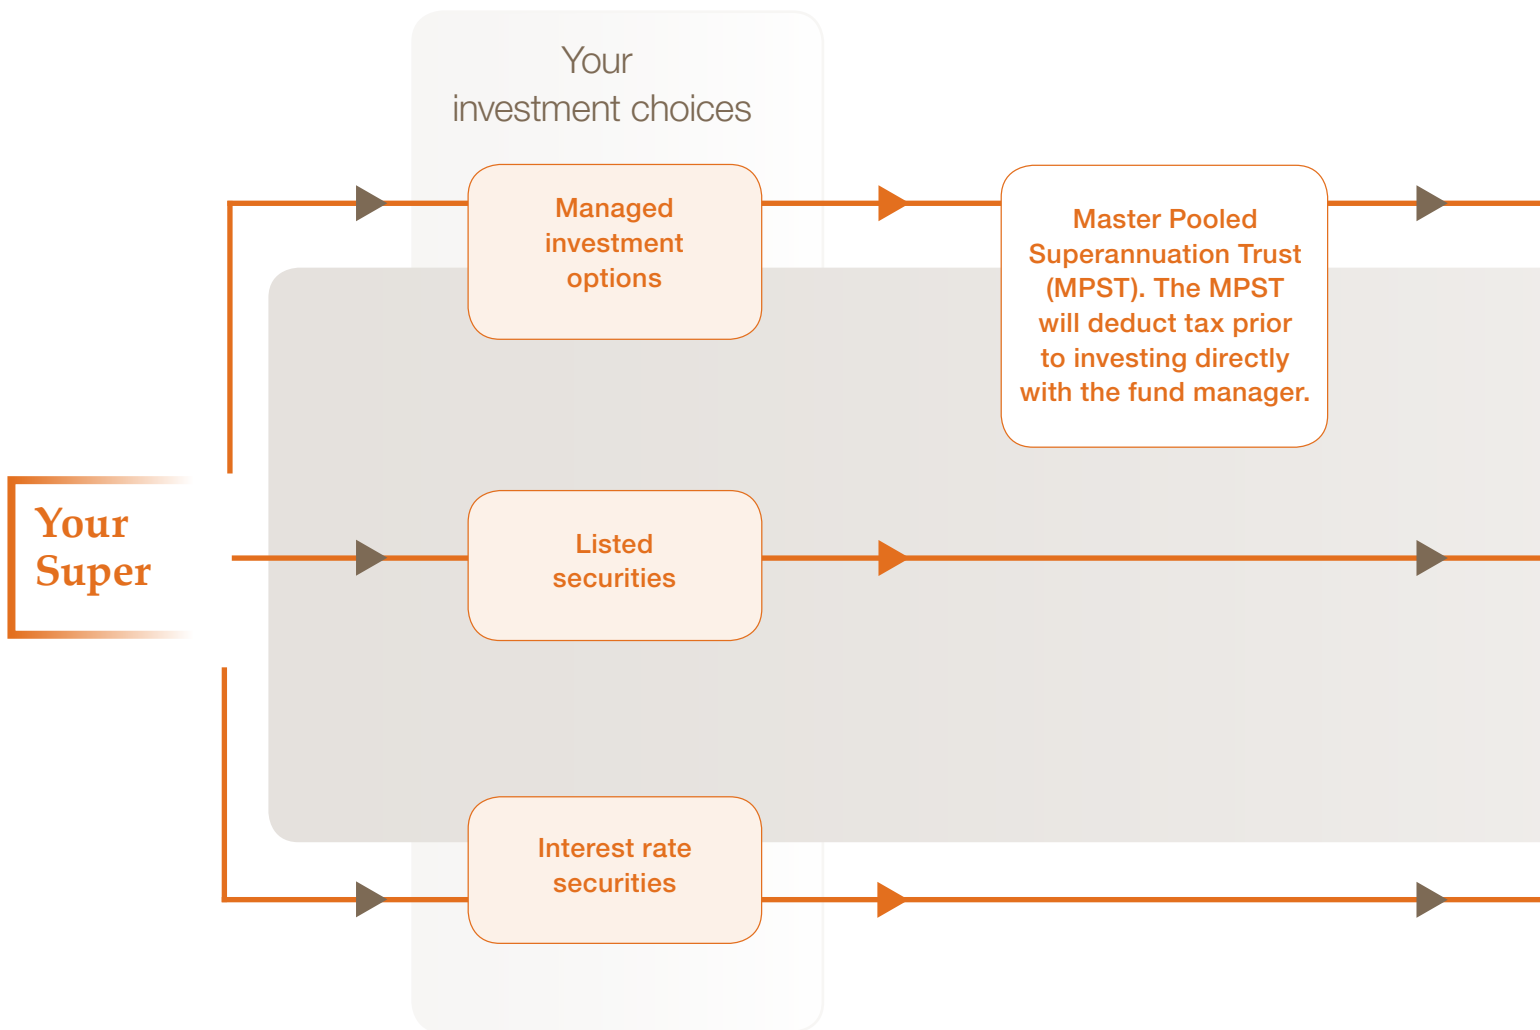 Your
investment choices
Managed
investment
options
Master Pooled
Superannuation Trust
(MPST). The MPST
will deduct tax prior
to investing directly
with the fund manager.
Your
Super
Listed
securities
Interest rate
securities